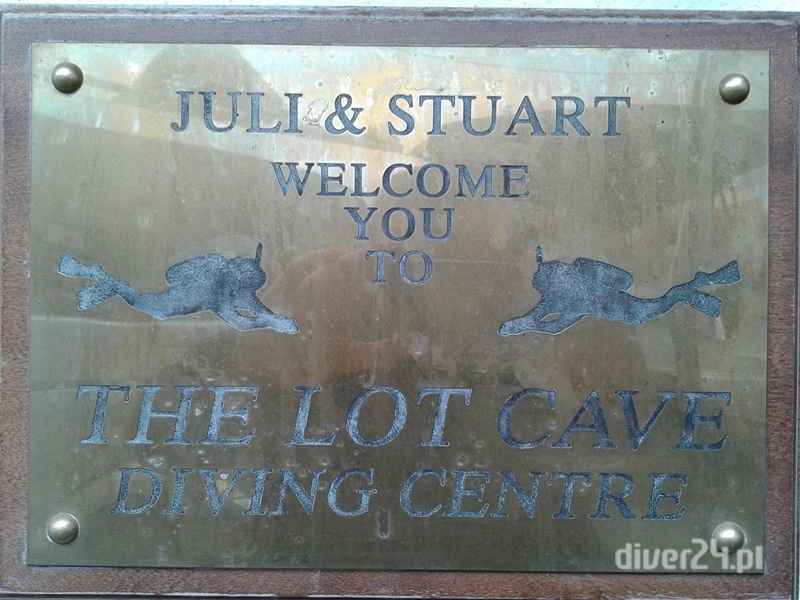 JULI & STUART
WELCOME
YOU
TO
THE LOT CAVE
DIVING CENTRE
diver24.pl